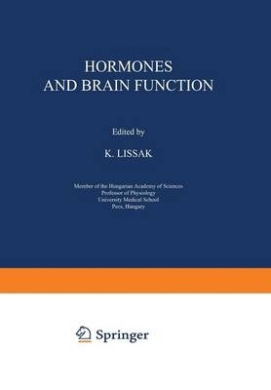 HORMONES
AND BRAIN FUNCTION
Edited by
K. LISSAK
Member of the Hungarian Academy of Sciences
Professor of Physiology
University Medical School
Pecs, Hungary
Springer